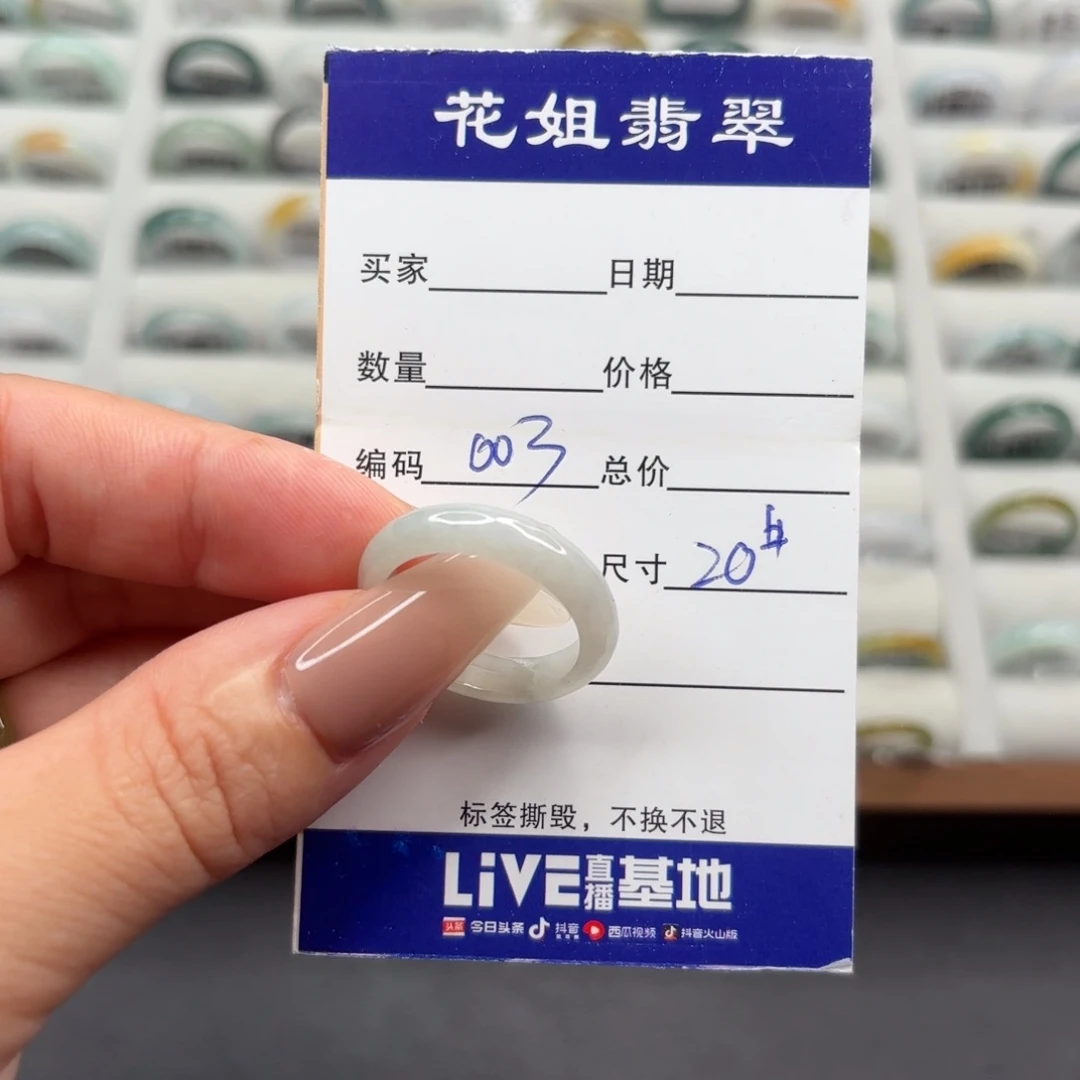 花姐翡翠
买家 日期
数量 价格
编码 003 总价
尺寸 20#
标签撕毁，不换不退
LiVE直播基地
头条 今日头条 抖音 西瓜视频 抖音火山版